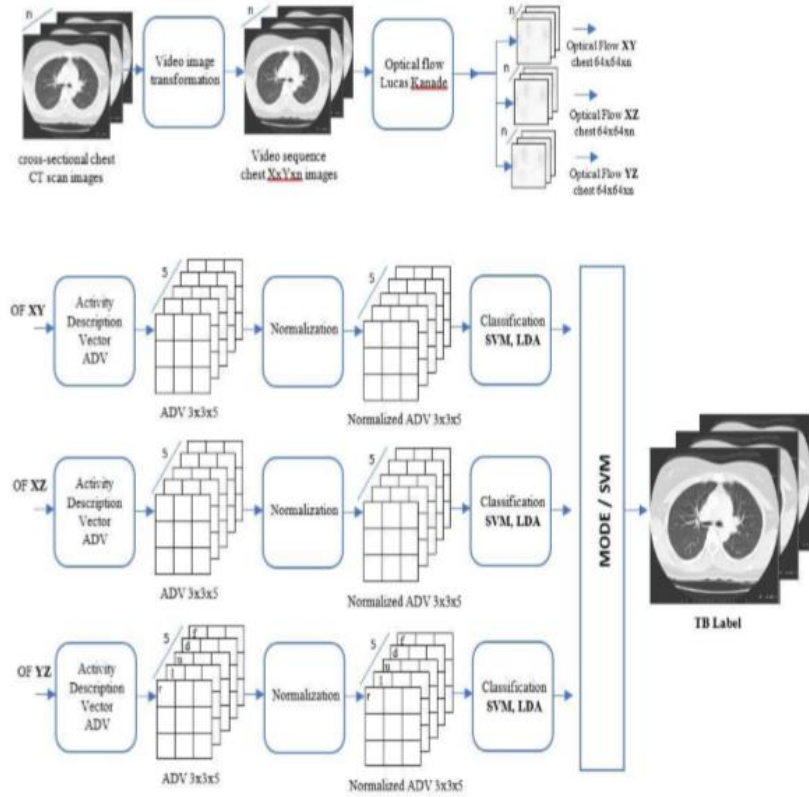 n
cross-sectional chest
CT scan images
Video image
transformation
n
Video sequence
chest XxYxn images
Optical flow
Lucas Kanade
n
Optical Flow XY
chest 64x64xn
n
Optical Flow XZ
chest 64x64xn
n
Optical Flow YZ
chest 64x64xn
OF XY
Activity
Description
Vector
ADV
5
ADV 3x3x5
Normalization
5
Normalized ADV 3x3x5
Classification
SVM, LDA
OF XZ
Activity
Description
Vector
ADV
5
ADV 3x3x5
Normalization
5
Normalized ADV 3x3x5
Classification
SVM, LDA
OF YZ
Activity
Description
Vector
ADV
5
f
d
u
l
r
ADV 3x3x5
Normalization
5
f
d
u
l
r
Normalized ADV 3x3x5
Classification
SVM, LDA
MODE / SVM
TB Label